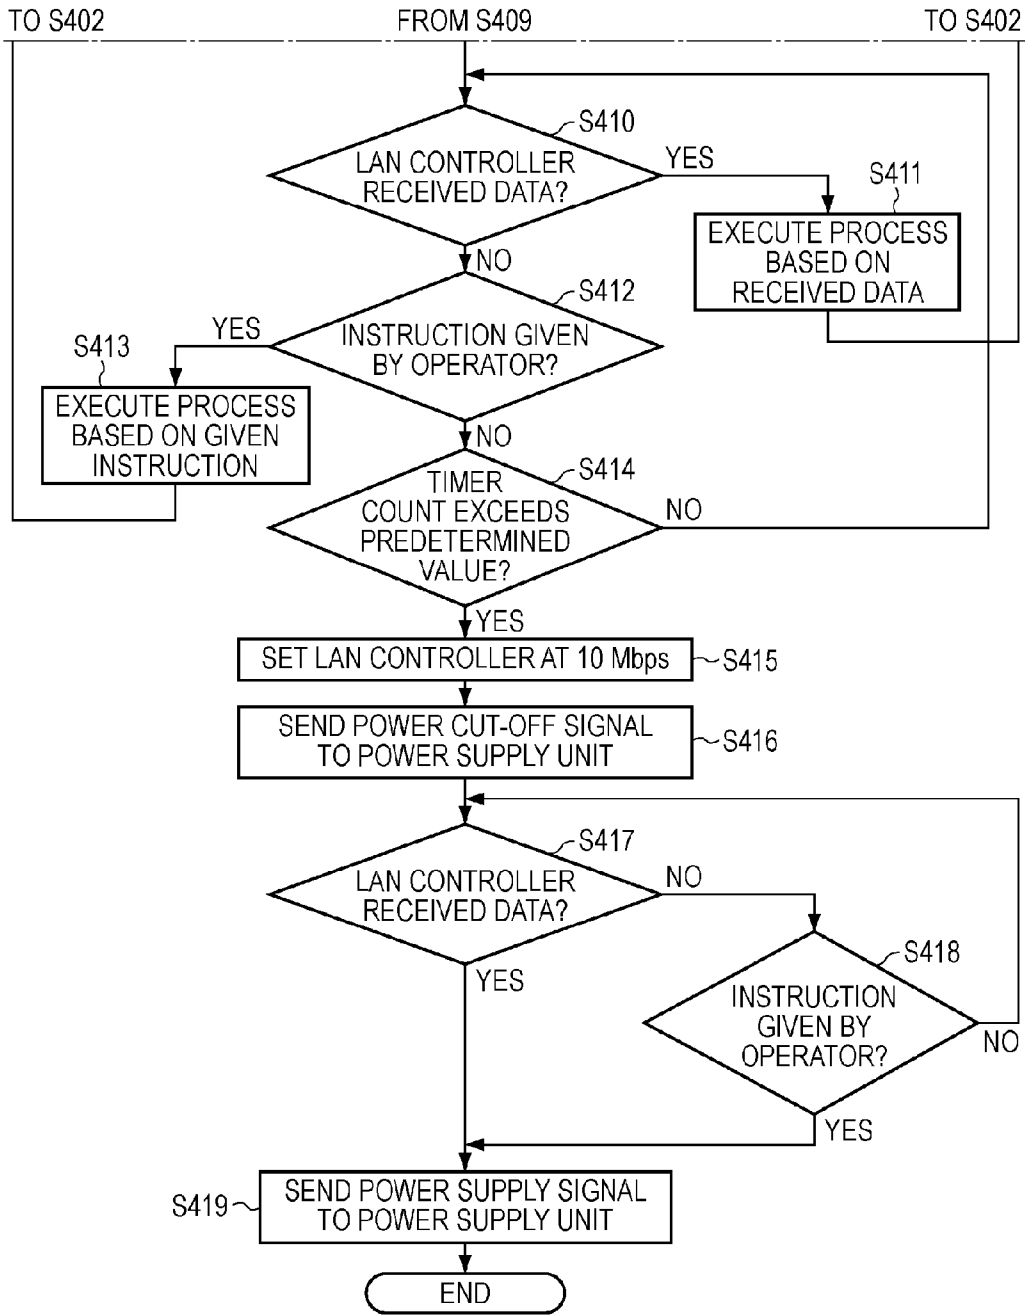 TO S402
FROM S409
TO S402
S410
LAN CONTROLLER
RECEIVED DATA?
YES
S411
EXECUTE PROCESS
BASED ON
RECEIVED DATA
NO
S412
INSTRUCTION GIVEN
BY OPERATOR?
YES
S413
EXECUTE PROCESS
BASED ON GIVEN
INSTRUCTION
NO
S414
TIMER
COUNT EXCEEDS
PREDETERMINED
VALUE?
NO
YES
SET LAN CONTROLLER AT 10 Mbps
S415
SEND POWER CUT-OFF SIGNAL
TO POWER SUPPLY UNIT
S416
S417
LAN CONTROLLER
RECEIVED DATA?
NO
YES
S418
INSTRUCTION
GIVEN BY
OPERATOR?
NO
YES
S419
SEND POWER SUPPLY SIGNAL
TO POWER SUPPLY UNIT
END